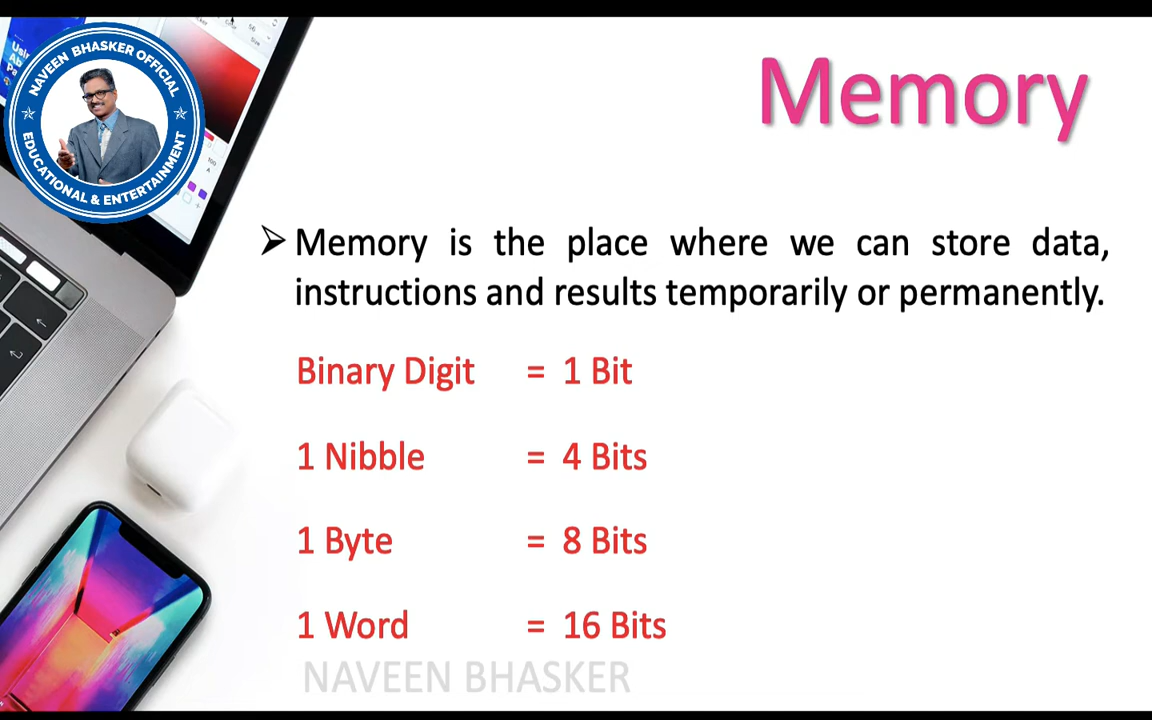 NAVEEN BHASKER OFFICIAL
EDUCATIONAL & ENTERTAINMENT
Memory
➢ Memory is the place where we can store data,
instructions and results temporarily or permanently.
Binary Digit = 1 Bit
1 Nibble = 4 Bits
1 Byte = 8 Bits
1 Word = 16 Bits
NAVEEN BHASKER